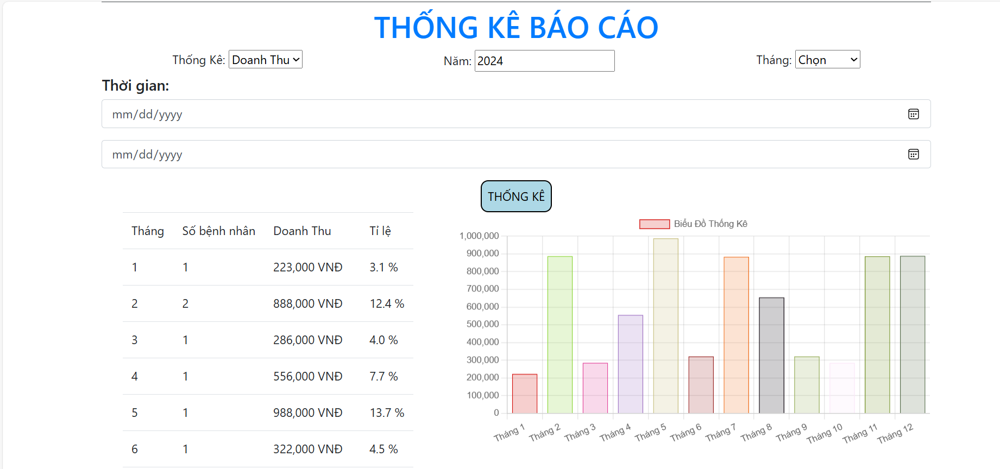 THỐNG KÊ BÁO CÁO
Thống Kê: Doanh Thu Năm: 2024 Tháng: Chọn
Thời gian:
mm/dd/yyyy
mm/dd/yyyy
THỐNG KÊ
Tháng Số bệnh nhân Doanh Thu Tỉ lệ
1 1 223,000 VNĐ 3.1 %
2 2 888,000 VNĐ 12.4 %
3 1 286,000 VNĐ 4.0 %
4 1 556,000 VNĐ 7.7 %
5 1 988,000 VNĐ 13.7 %
6 1 322,000 VNĐ 4.5 %
Biểu Đồ Thống Kê
1,000,000
900,000
800,000
700,000
600,000
500,000
400,000
300,000
200,000
100,000
0
Tháng 1 Tháng 2 Tháng 3 Tháng 4 Tháng 5 Tháng 6 Tháng 7 Tháng 8 Tháng 9 Tháng 10 Tháng 11 Tháng 12